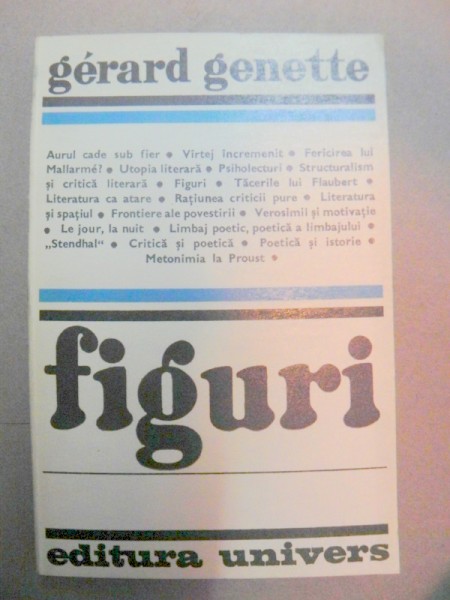 gérard genette
Aurul cade sub fier • Vîrtej încremenit • Fericirea lui
Mallarmé? • Utopia literară • Psiholecturi • Structuralism
și critică literară • Figuri • Tăcerile lui Flaubert •
Literatura ca atare • Rațiunea criticii pure • Literatura
și spațiul • Frontiere ale povestirii • Verosimil și motivație
• Le jour, la nuit • Limbaj poetic, poetică a limbajului •
„Stendhal“ • Critică și poetică • Poetică și istorie •
Metonimia la Proust •
figuri
editura univers